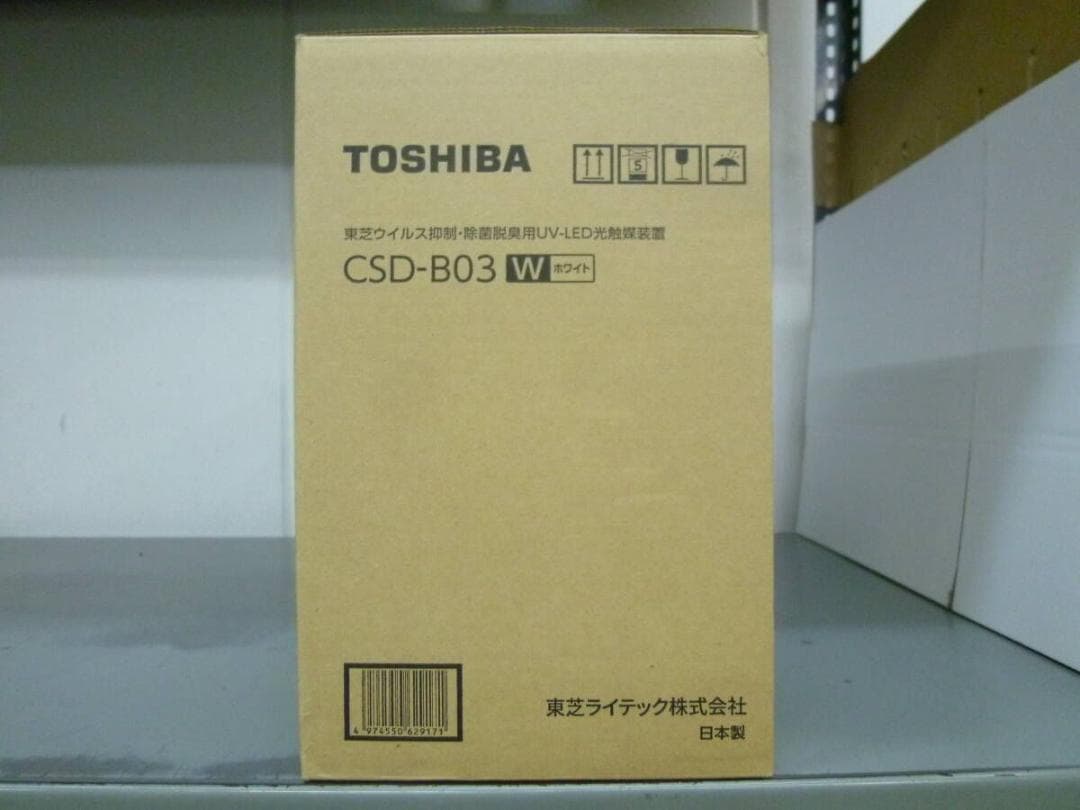 TOSHIBA
5
東芝ウイルス抑制・除菌脱臭用UV-LED光触媒装置
CSD-B03 W ホワイト
4 974550 629171
東芝ライテック株式会社
日本製